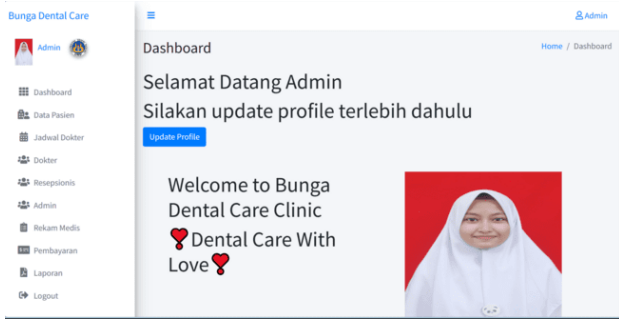 Bunga Dental Care
Admin
Admin
Dashboard
Home / Dashboard
Dashboard
Data Pasien
Jadwal Dokter
Dokter
Resepsionis
Admin
Rekam Medis
Pembayaran
Laporan
Logout
Selamat Datang Admin
Silakan update profile terlebih dahulu
Update Profile
Welcome to Bunga
Dental Care Clinic
❣Dental Care With
Love❣